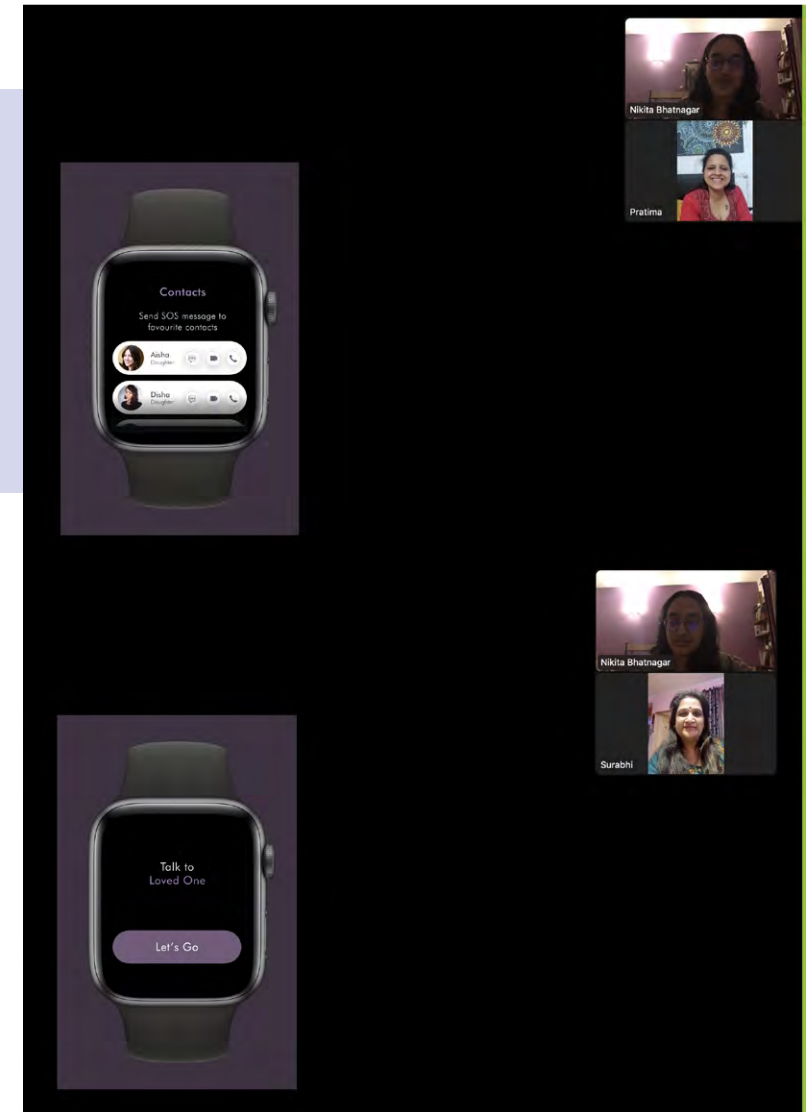 Nikita Bhatnagar
Pratima
Contacts
Send SOS message to
favourite contacts
Aisha
Daughter
Disha
Daughter
Nikita Bhatnagar
Surabhi
Talk to
Loved One
Let's Go